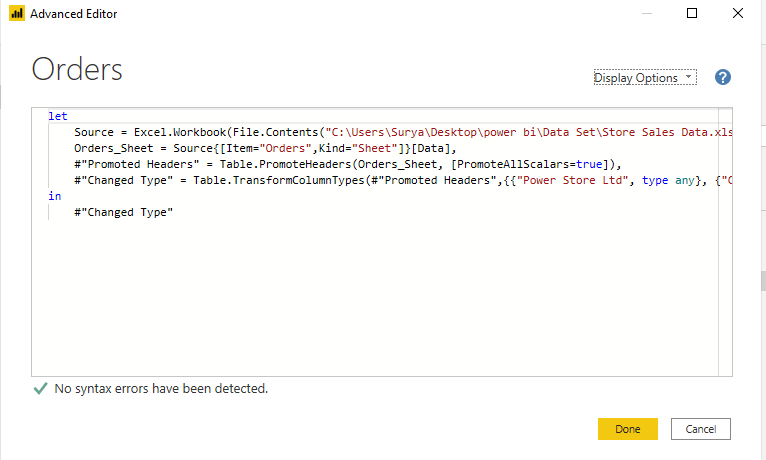 Advanced Editor
Orders
Display Options
?
let
Source = Excel.Workbook(File.Contents("C:\Users\Surya\Desktop\power bi\Data Set\Store Sales Data.xls
Orders_Sheet = Source{[Item="Orders",Kind="Sheet"]}[Data],
#"Promoted Headers" = Table.PromoteHeaders(Orders_Sheet, [PromoteAllScalars=true]),
#"Changed Type" = Table.TransformColumnTypes(#"Promoted Headers",{{"Power Store Ltd", type any}, {"C
in
#"Changed Type"
No syntax errors have been detected.
Done
Cancel